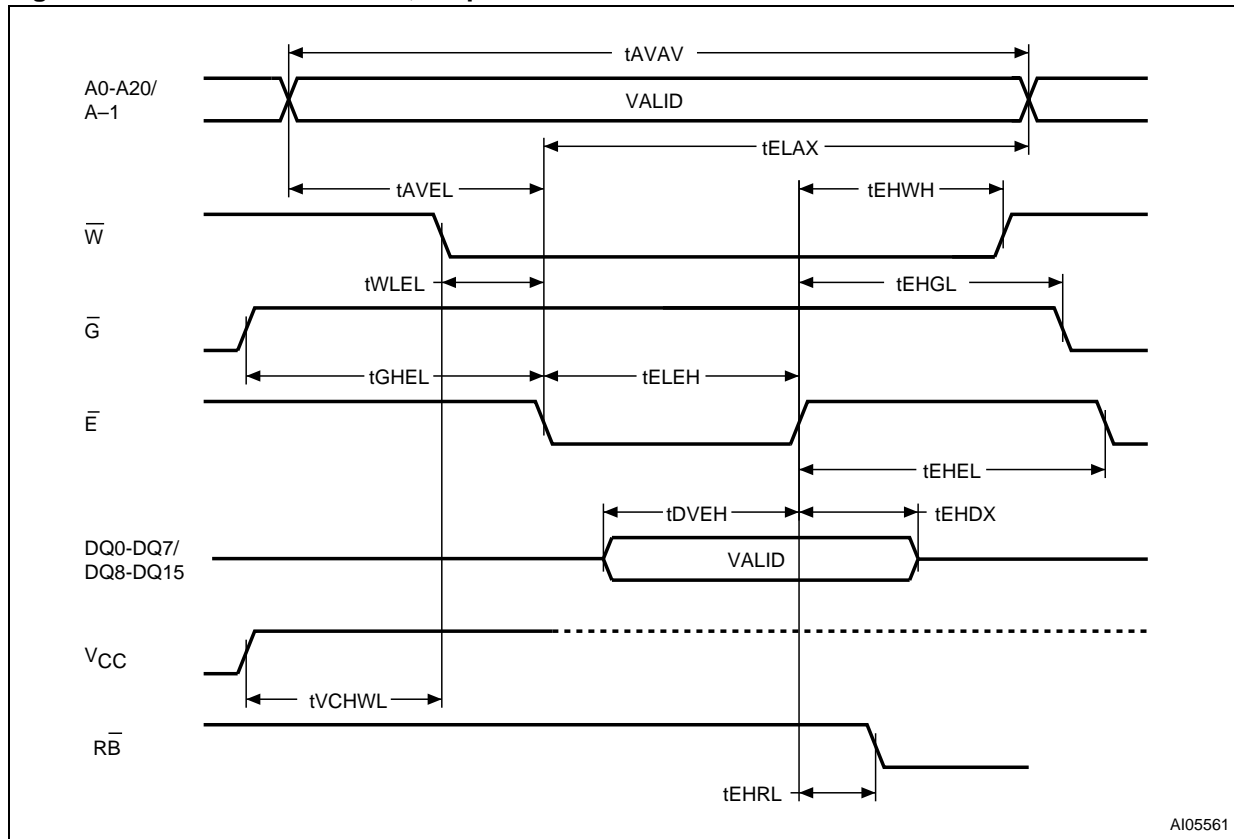 tAVAV
A0-A20/
A–1
VALID
tELAX
tAVEL
tEHWH
W̅
tWLEL
tEHGL
G̅
tGHEL
tELEH
E̅
tEHEL
tDVEH
tEHDX
DQ0-DQ7/
DQ8-DQ15
VALID
VCC
tVCHWL
RB̅
tEHRL
AI05561